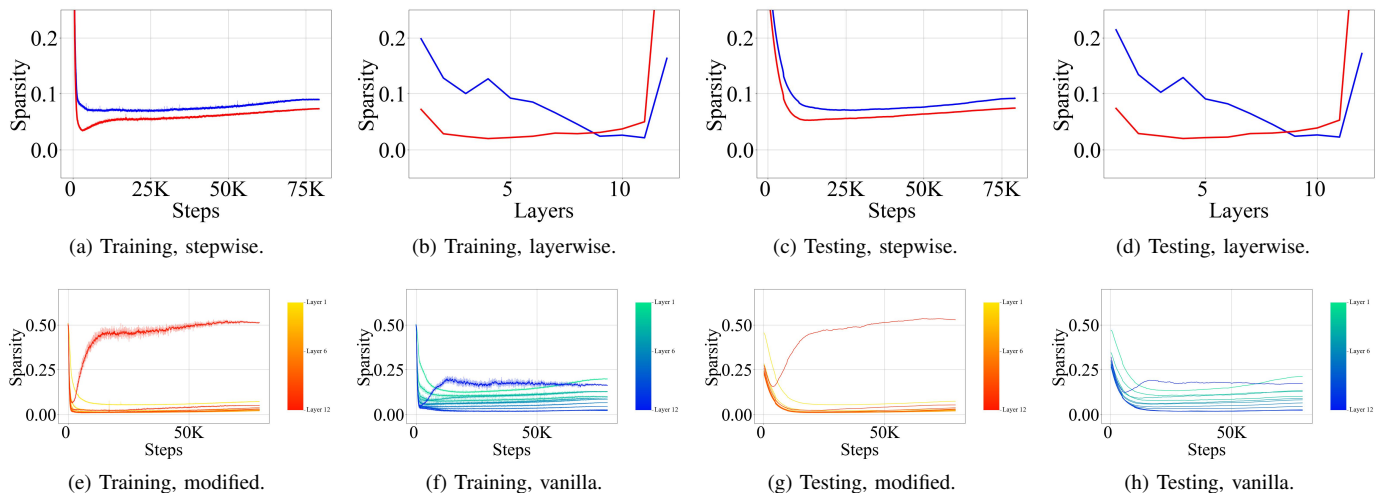 Sparsity
0.2
0.1
0.0
0
25K
50K
75K
Steps
(a) Training, stepwise.
Sparsity
0.2
0.1
0.0
5
10
Layers
(b) Training, layerwise.
Sparsity
0.2
0.1
0.0
0
25K
50K
75K
Steps
(c) Testing, stepwise.
Sparsity
0.2
0.1
0.0
5
10
Layers
(d) Testing, layerwise.
Sparsity
0.50
0.25
0.00
0
50K
Steps
Layer 1
Layer 6
Layer 12
(e) Training, modified.
Sparsity
0.50
0.25
0.00
0
50K
Steps
Layer 1
Layer 6
Layer 12
(f) Training, vanilla.
Sparsity
0.50
0.25
0.00
0
50K
Steps
Layer 1
Layer 6
Layer 12
(g) Testing, modified.
Sparsity
0.50
0.25
0.00
0
50K
Steps
Layer 1
Layer 6
Layer 12
(h) Testing, vanilla.